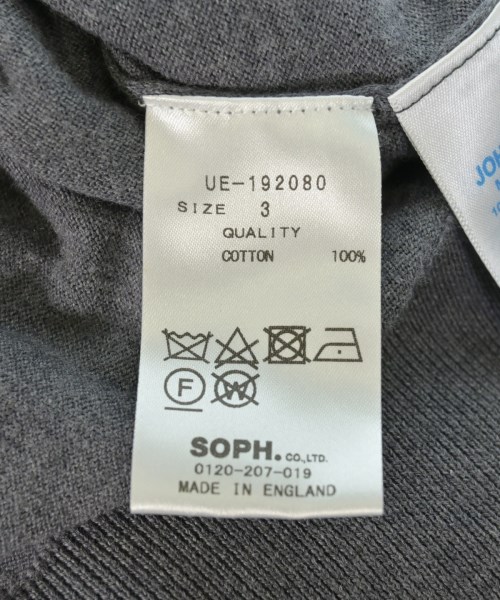 UE-192080
SIZE 3
QUALITY
COTTON 100%
F W
SOPH. CO.,LTD.
0120-207-019
MADE IN ENGLAND